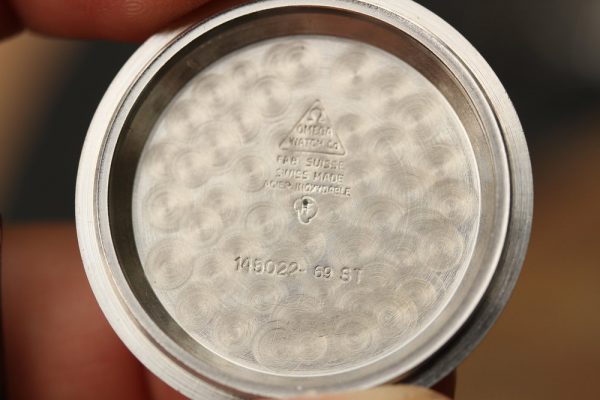 Ω
OMEGA
WATCH Co
FAB. SUISSE
SWISS MADE
ACIER INOXYDABLE
H
145022- 69 ST